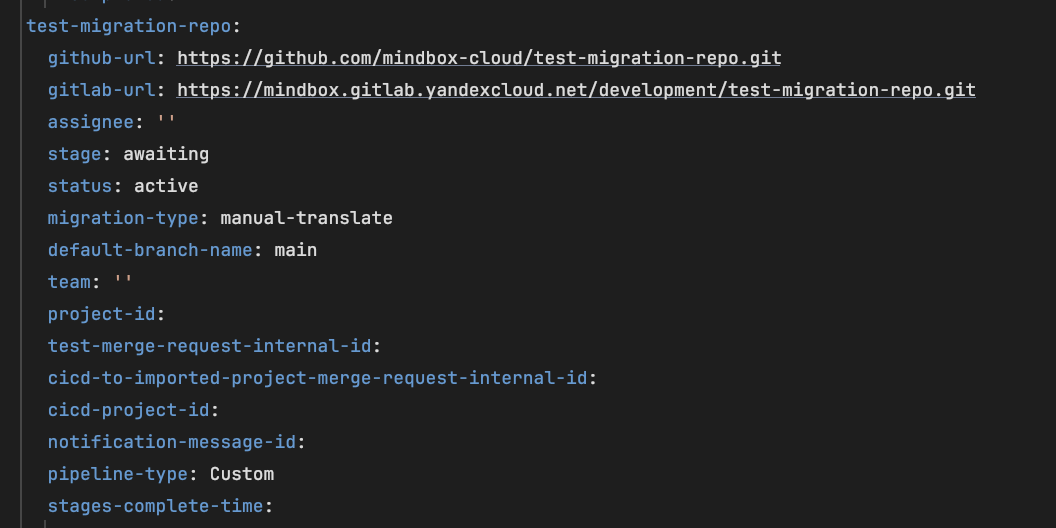 test-migration-repo:
github-url: https://github.com/mindbox-cloud/test-migration-repo.git
gitlab-url: https://mindbox.gitlab.yandexcloud.net/development/test-migration-repo.git
assignee: ''
stage: awaiting
status: active
migration-type: manual-translate
default-branch-name: main
team: ''
project-id:
test-merge-request-internal-id:
cicd-to-imported-project-merge-request-internal-id:
cicd-project-id:
notification-message-id:
pipeline-type: Custom
stages-complete-time: